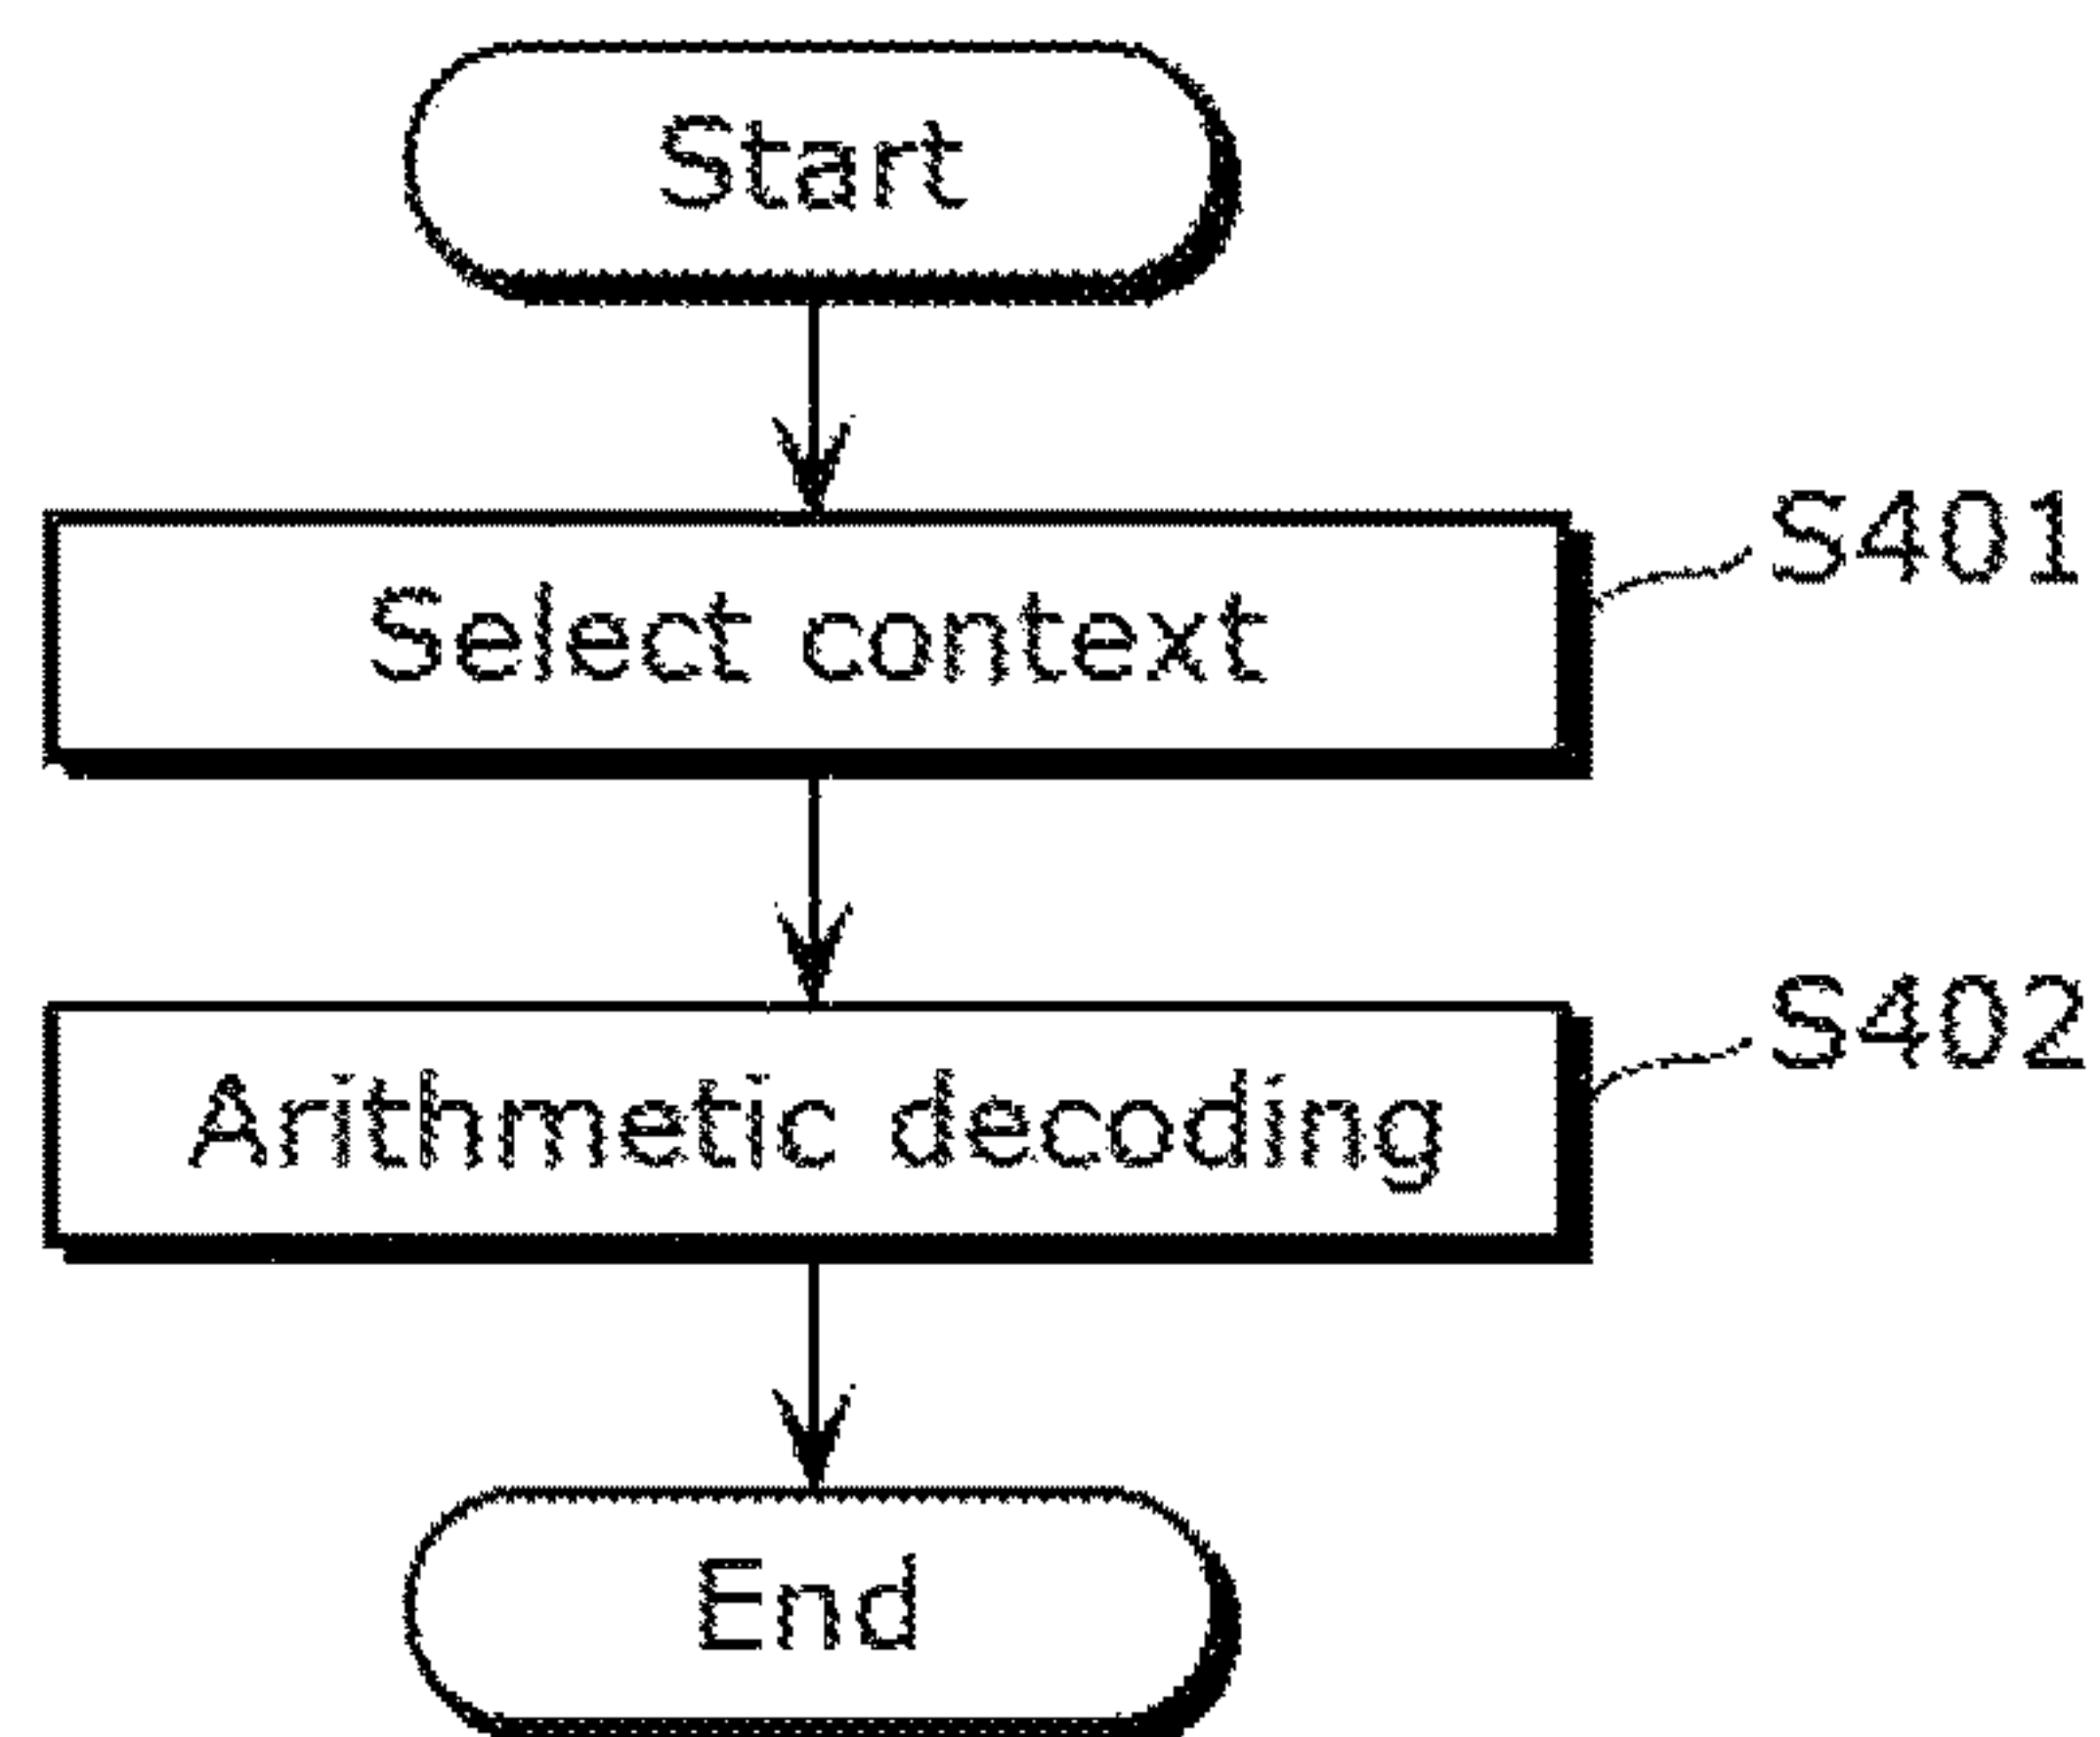 Start
S401
Select context
S402
Arithmetic decoding
End